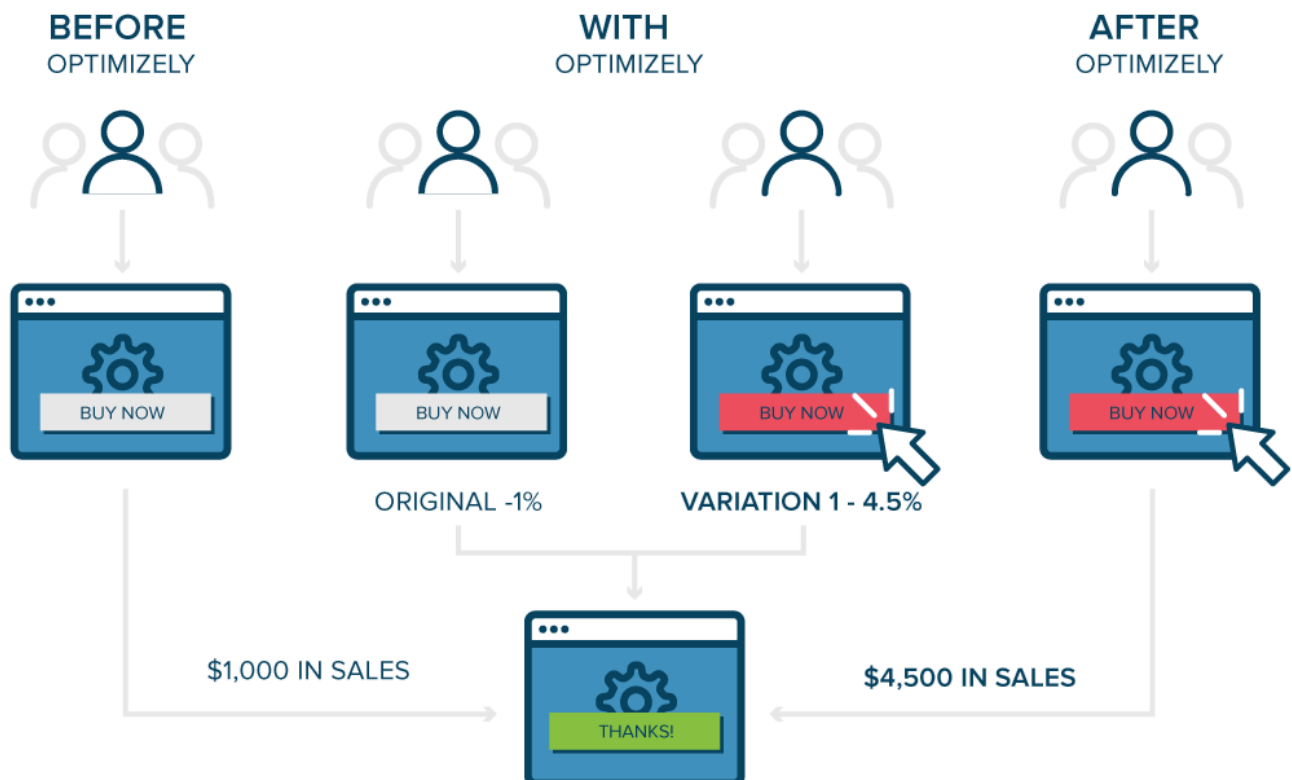 BEFORE
OPTIMIZELY
WITH
OPTIMIZELY
AFTER
OPTIMIZELY
BUY NOW
BUY NOW
BUY NOW
BUY NOW
ORIGINAL -1%
VARIATION 1 - 4.5%
$1,000 IN SALES
$4,500 IN SALES
THANKS!